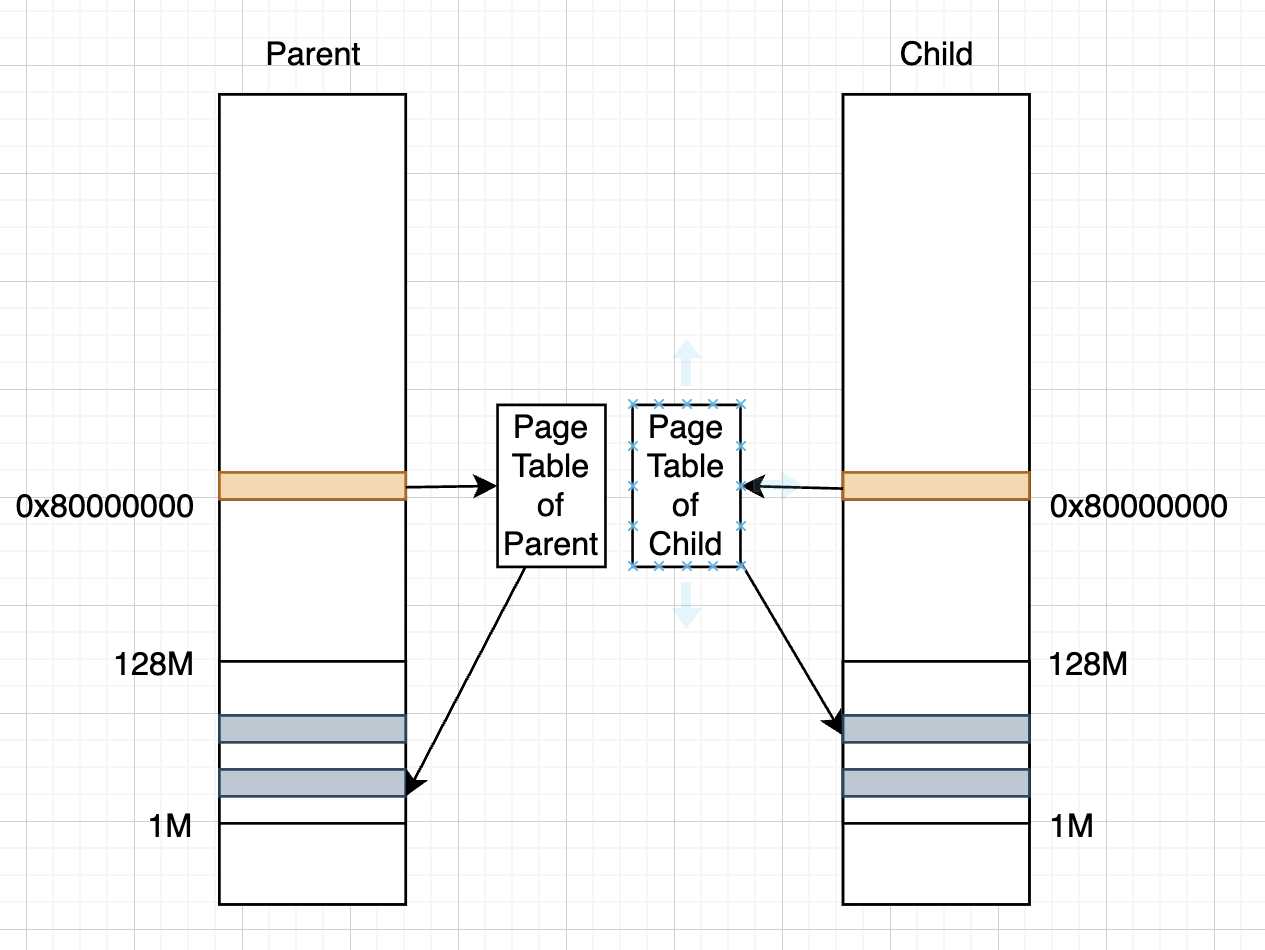 Parent
Child
Page
Table
of
Parent
Page
Table
of
Child
0x80000000
0x80000000
128M
128M
1M
1M